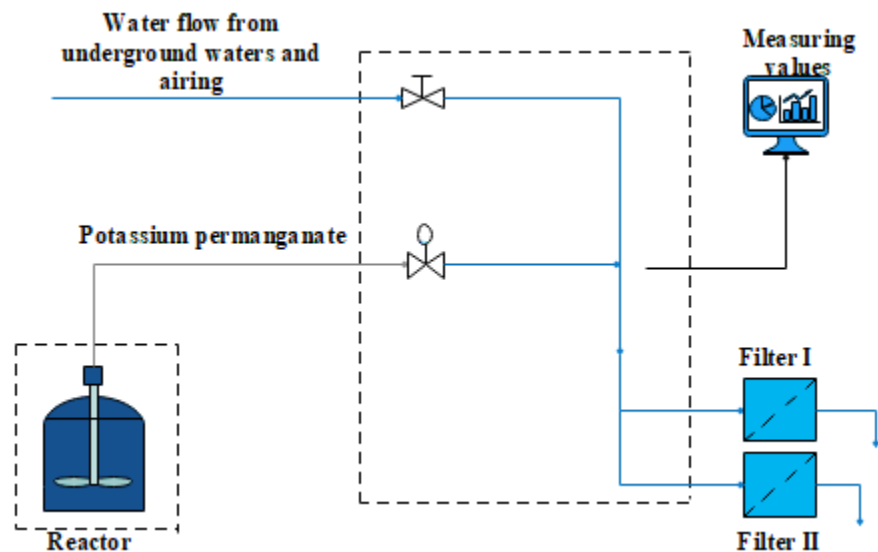 Water flow from
underground waters and
airing
Measuring
values
Potassium permanganate
Filter I
Reactor
Filter II